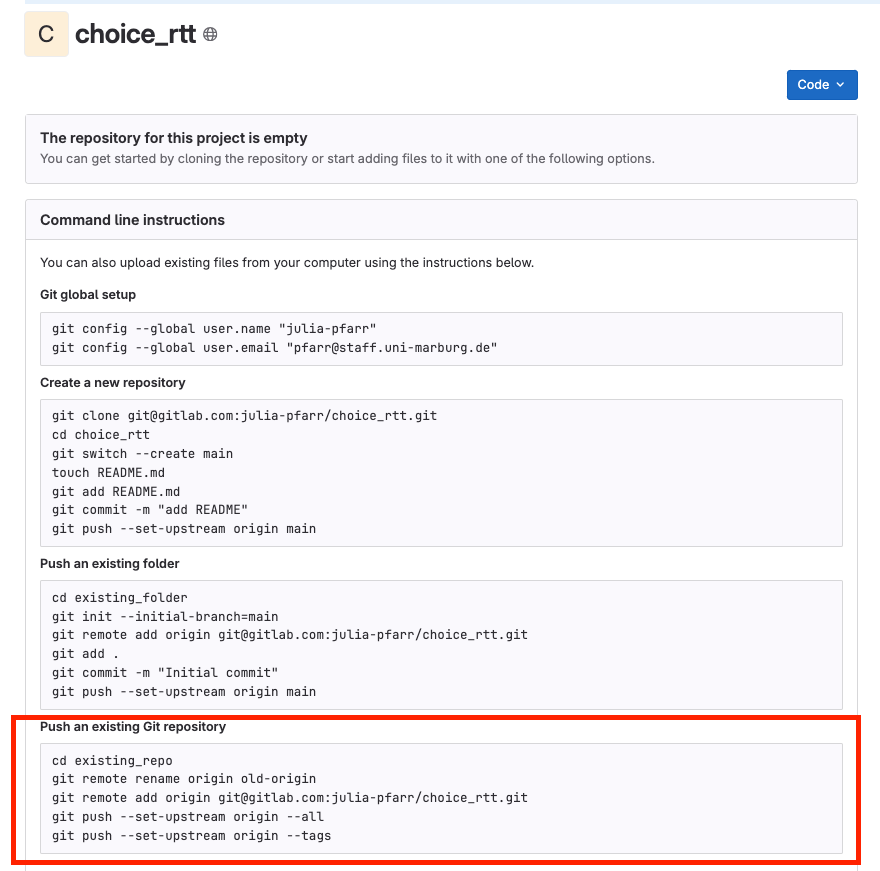 C
choice_rtt
Code
The repository for this project is empty
You can get started by cloning the repository or start adding files to it with one of the following options.
Command line instructions
You can also upload existing files from your computer using the instructions below.
Git global setup
git config --global user.name "julia-pfarr"
git config --global user.email "pfarr@staff.uni-marburg.de"
Create a new repository
git clone git@gitlab.com:julia-pfarr/choice_rtt.git
cd choice_rtt
git switch --create main
touch README.md
git add README.md
git commit -m "add README"
git push --set-upstream origin main
Push an existing folder
cd existing_folder
git init --initial-branch=main
git remote add origin git@gitlab.com:julia-pfarr/choice_rtt.git
git add .
git commit -m "Initial commit"
git push --set-upstream origin main
Push an existing Git repository
cd existing_repo
git remote rename origin old-origin
git remote add origin git@gitlab.com:julia-pfarr/choice_rtt.git
git push --set-upstream origin --all
git push --set-upstream origin --tags